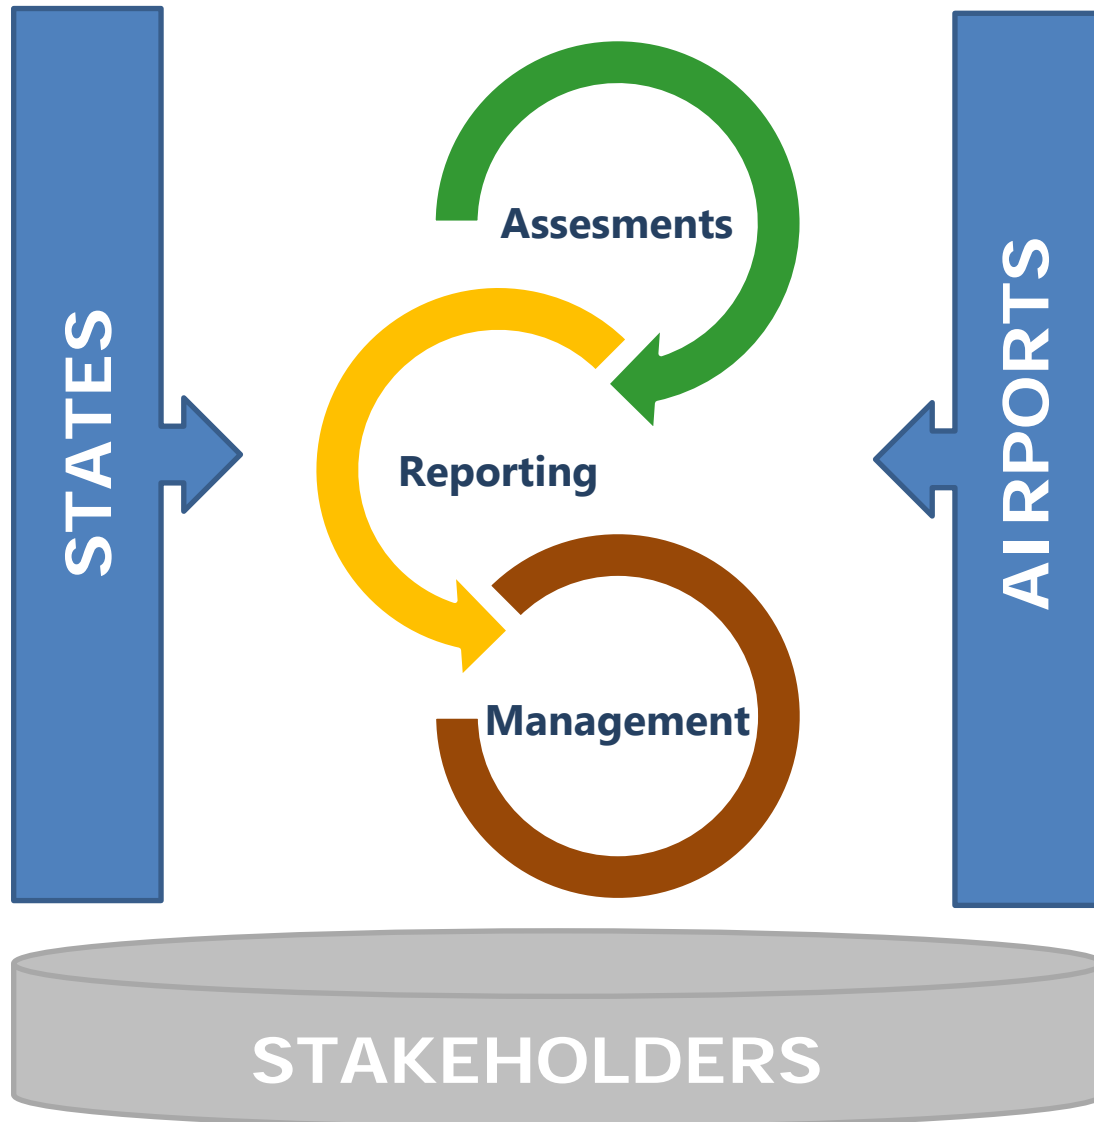 STATES
Assesments
Reporting
Management
AIRPORTS
STAKEHOLDERS